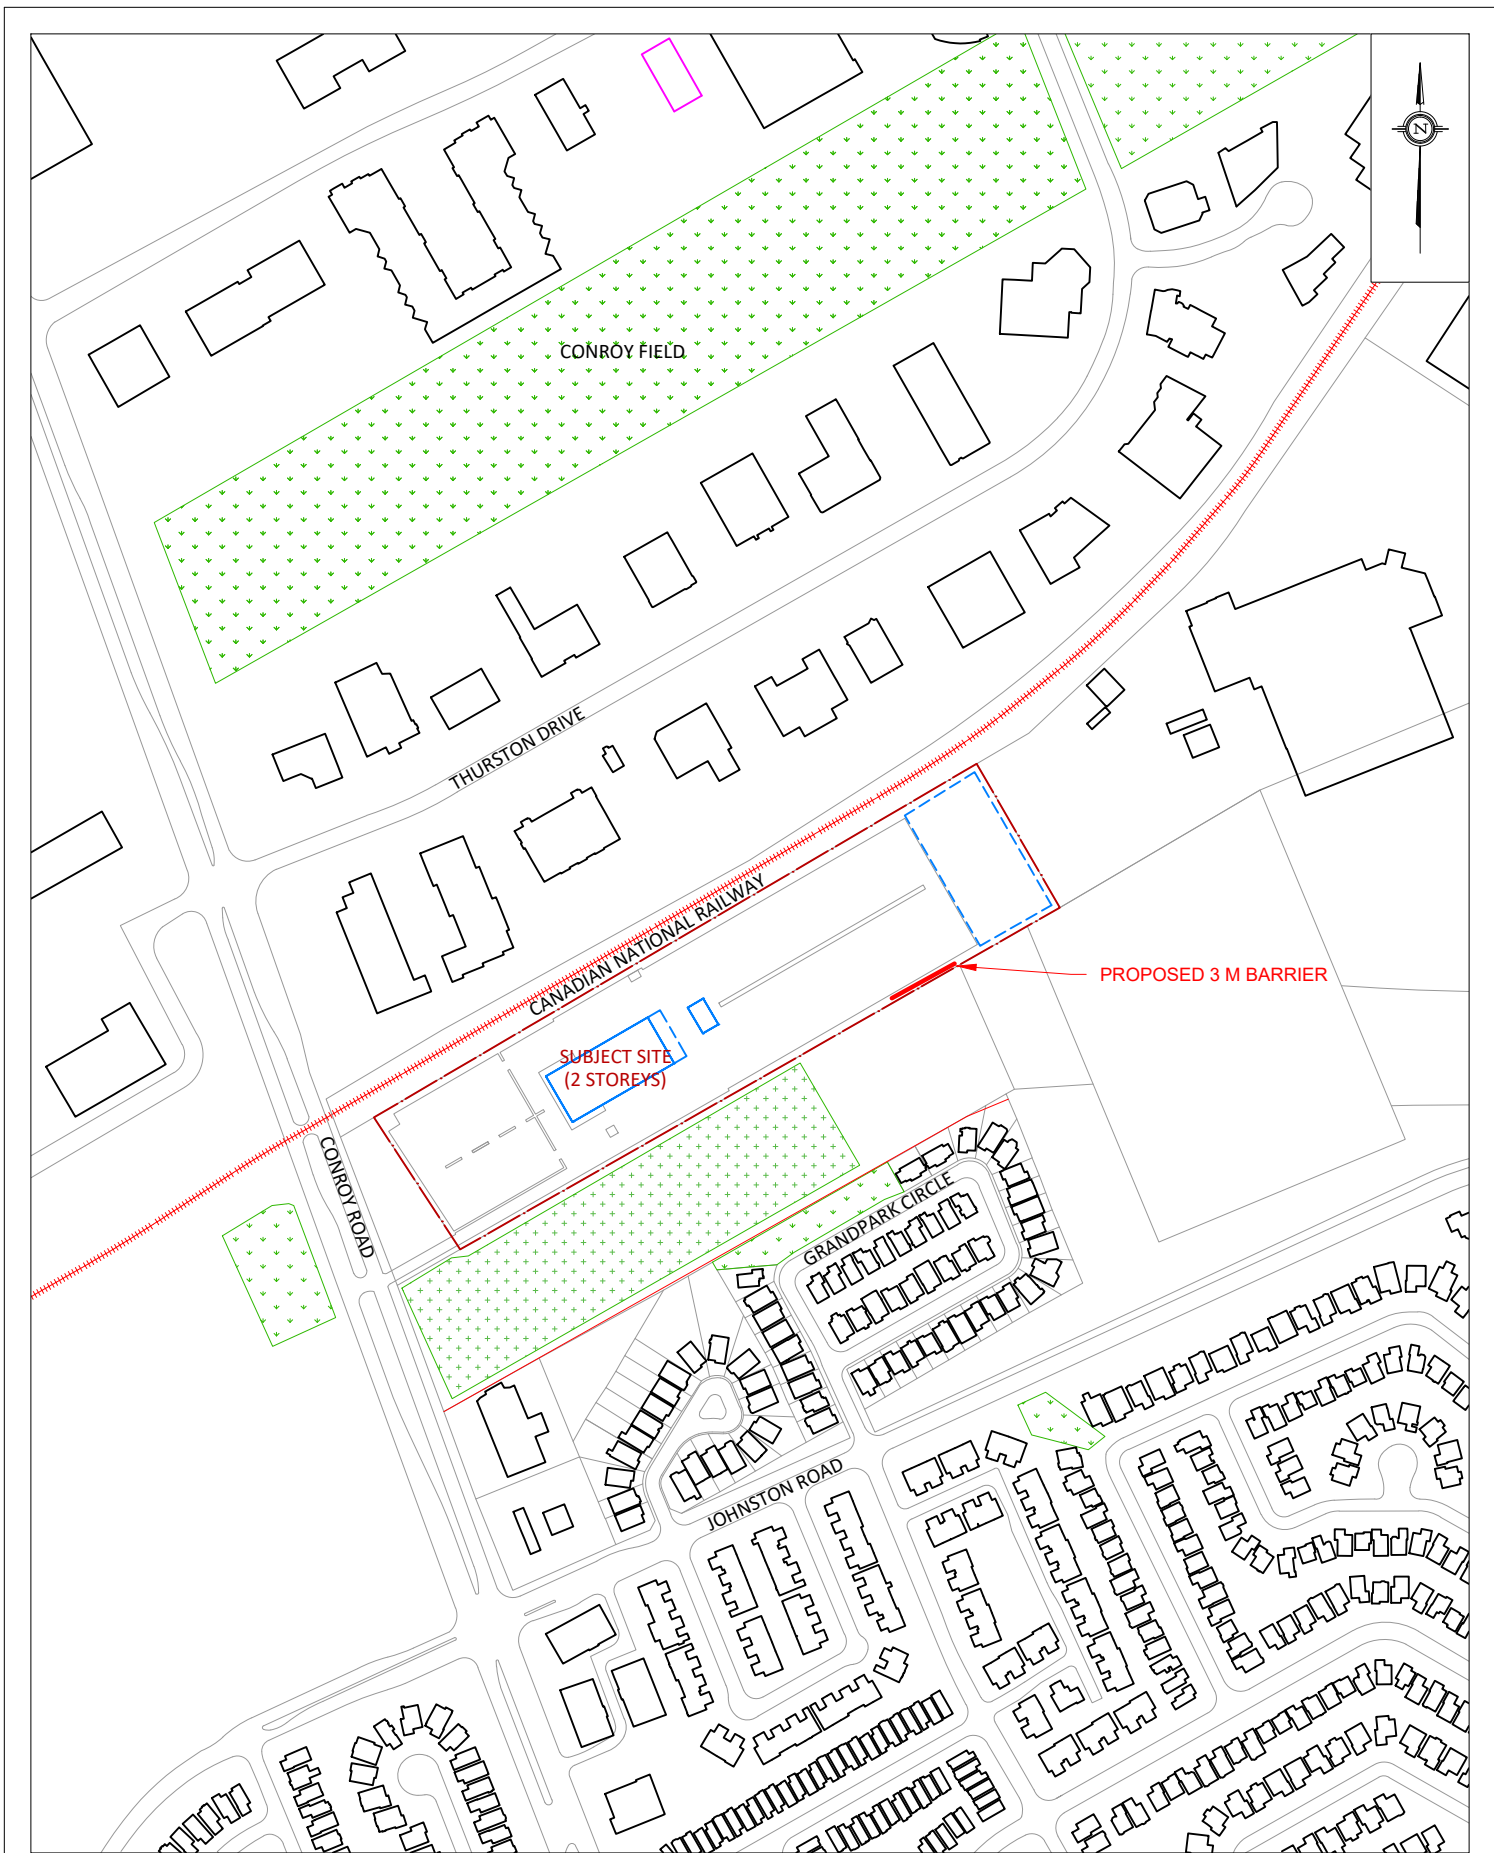 N
CONROY FIELD
THURSTON DRIVE
CANADIAN NATIONAL RAILWAY
PROPOSED 3 M BARRIER
SUBJECT SITE
(2 STOREYS)
CONROY ROAD
GRANDPARK CIRCLE
JOHNSTON ROAD